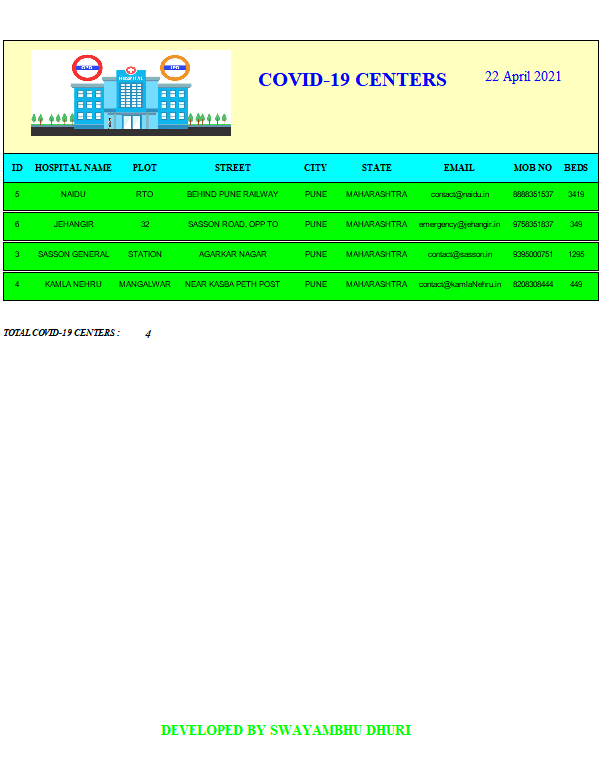 HOSPITAL
COVID-19 CENTERS
22 April 2021
ID HOSPITAL NAME PLOT STREET CITY STATE EMAIL MOB NO BEDS
5 NAIDU RTO BEHIND PUNE RAILWAY PUNE MAHARASHTRA contact@naidu.in 8888351537 3419
6 JEHANGIR 32 SASSON ROAD, OPP TO PUNE MAHARASHTRA emergency@jehangir.in 9758351837 349
3 SASSON GENERAL STATION AGARKAR NAGAR PUNE MAHARASHTRA contact@sasson.in 9395000751 1295
4 KAMLA NEHRU MANGALWAR NEAR KASBA PETH POST PUNE MAHARASHTRA contact@kamlaNehru.in 8208308444 449
TOTAL COVID-19 CENTERS : 4
DEVELOPED BY SWAYAMBHU DHURI